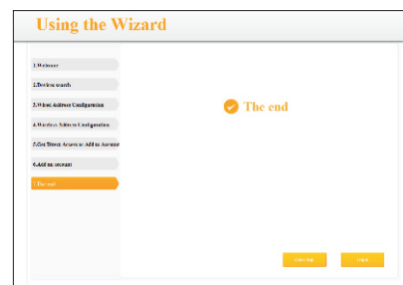 Using the Wizard
1.Welcome
2.Devices search
3.Wired Address Configuration
4.Wireless Address Configuration
5.Get Direct Access or Add to Account
6.Add an account
7.The end
The end